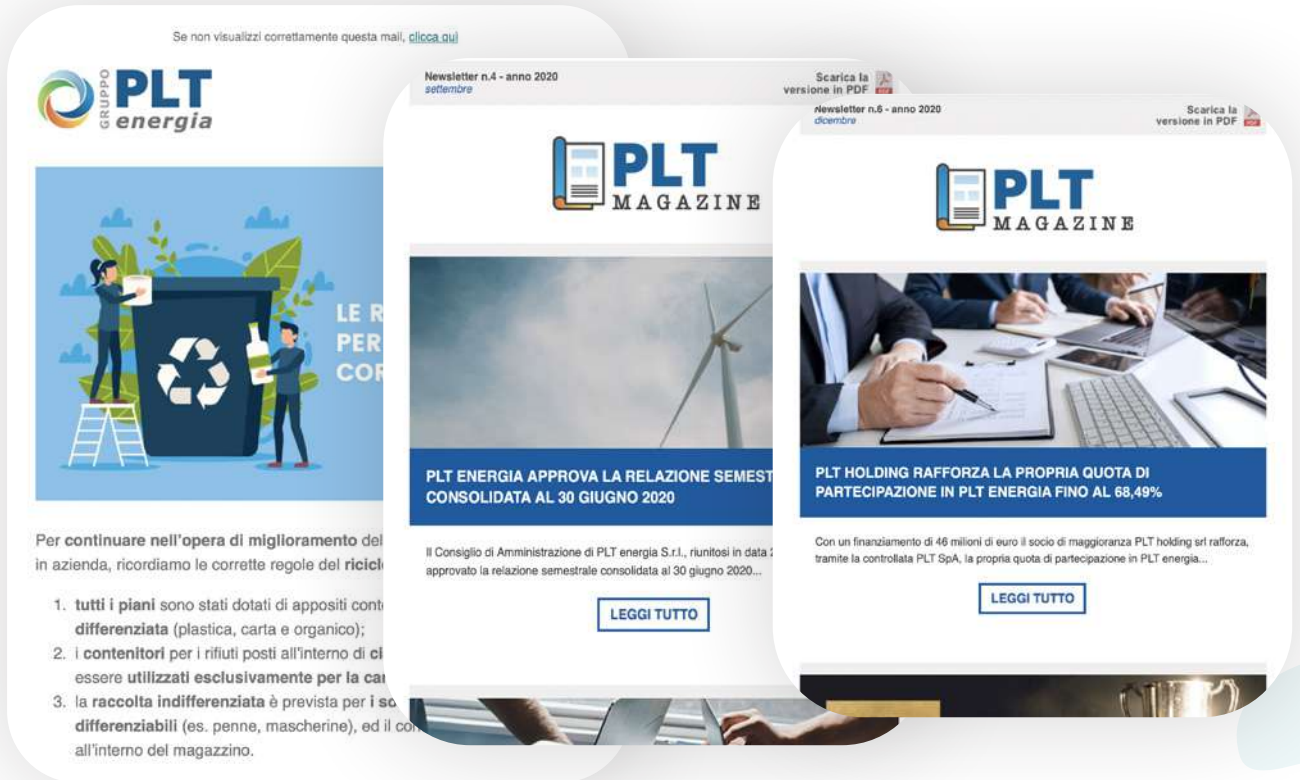 Se non visualizzi correttamente questa mail, clicca qui
GRUPPO
PLT
energia
LE R
PER
COR
Per continuare nell'opera di miglioramento del
in azienda, ricordiamo le corrette regole del
1. tutti i piani sono stati dotati di appositi
differenziata (plastica, carta e organico);
2. i contenitori per i rifiuti posti all'interno di
essere utilizzati esclusivamente per la
3. la raccolta indifferenziata è prevista per i
differenziabili (es. penne, mascherine), ed il
all'interno del magazzino.
Newsletter n.4 - anno 2020
settembre
Scarica la
versione in PDF
PDF
PLT
MAGAZINE
PLT ENERGIA APPROVA LA RELAZIONE SEMEST
CONSOLIDATA AL 30 GIUGNO 2020
Il Consiglio di Amministrazione di PLT energia S.r.l., riunitosi in data 2
approvato la relazione semestrale consolidata al 30 giugno 2020...
LEGGI TUTTO
Newsletter n.6 - anno 2020
dicembre
Scarica la
versione in PDF
PDF
PLT
MAGAZINE
PLT HOLDING RAFFORZA LA PROPRIA QUOTA DI
PARTECIPAZIONE IN PLT ENERGIA FINO AL 68,49%
Con un finanziamento di 46 milioni di euro il socio di maggioranza PLT holding srl rafforza,
tramite la controllata PLT SpA, la propria quota di partecipazione in PLT energia...
LEGGI TUTTO